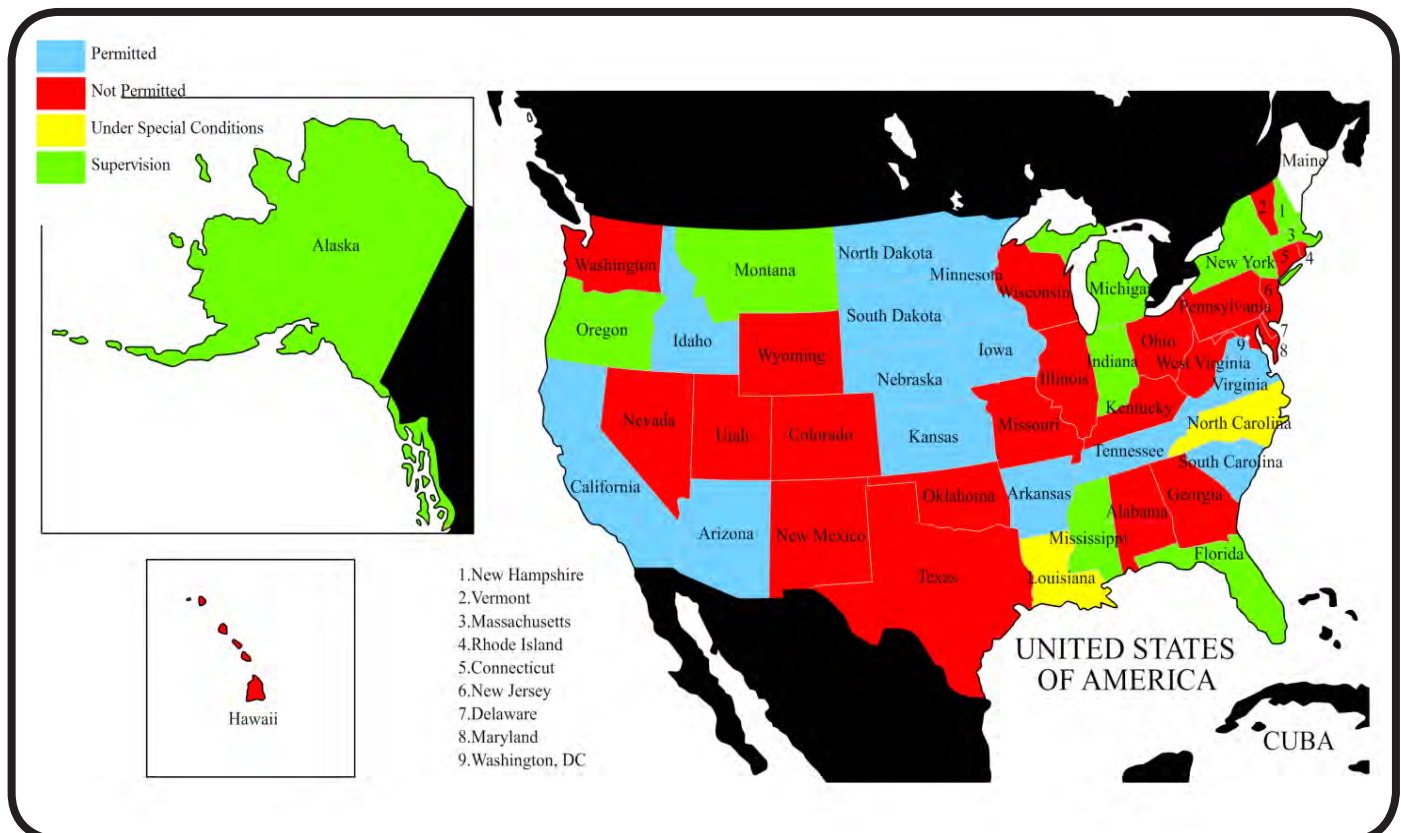 Permitted
Not Permitted
Under Special Conditions
Supervision
Alaska
Hawaii
Maine
Washington
Montana
North Dakota
Minnesota
Wisconsin
Michigan
New York
2
1
3
5
4
Oregon
Idaho
Wyoming
South Dakota
Iowa
Nebraska
Illinois
Indiana
Ohio
Pennsylvania
6
7
8
9
West Virginia
Virginia
Kentucky
Nevada
Utah
Colorado
Kansas
Missouri
North Carolina
Tennessee
South Carolina
California
Arizona
New Mexico
Oklahoma
Arkansas
Georgia
Alabama
Mississippi
Florida
Texas
Louisiana
1.New Hampshire
2.Vermont
3.Massachusetts
4.Rhode Island
5.Connecticut
6.New Jersey
7.Delaware
8.Maryland
9.Washington, DC
UNITED STATES
OF AMERICA
CUBA